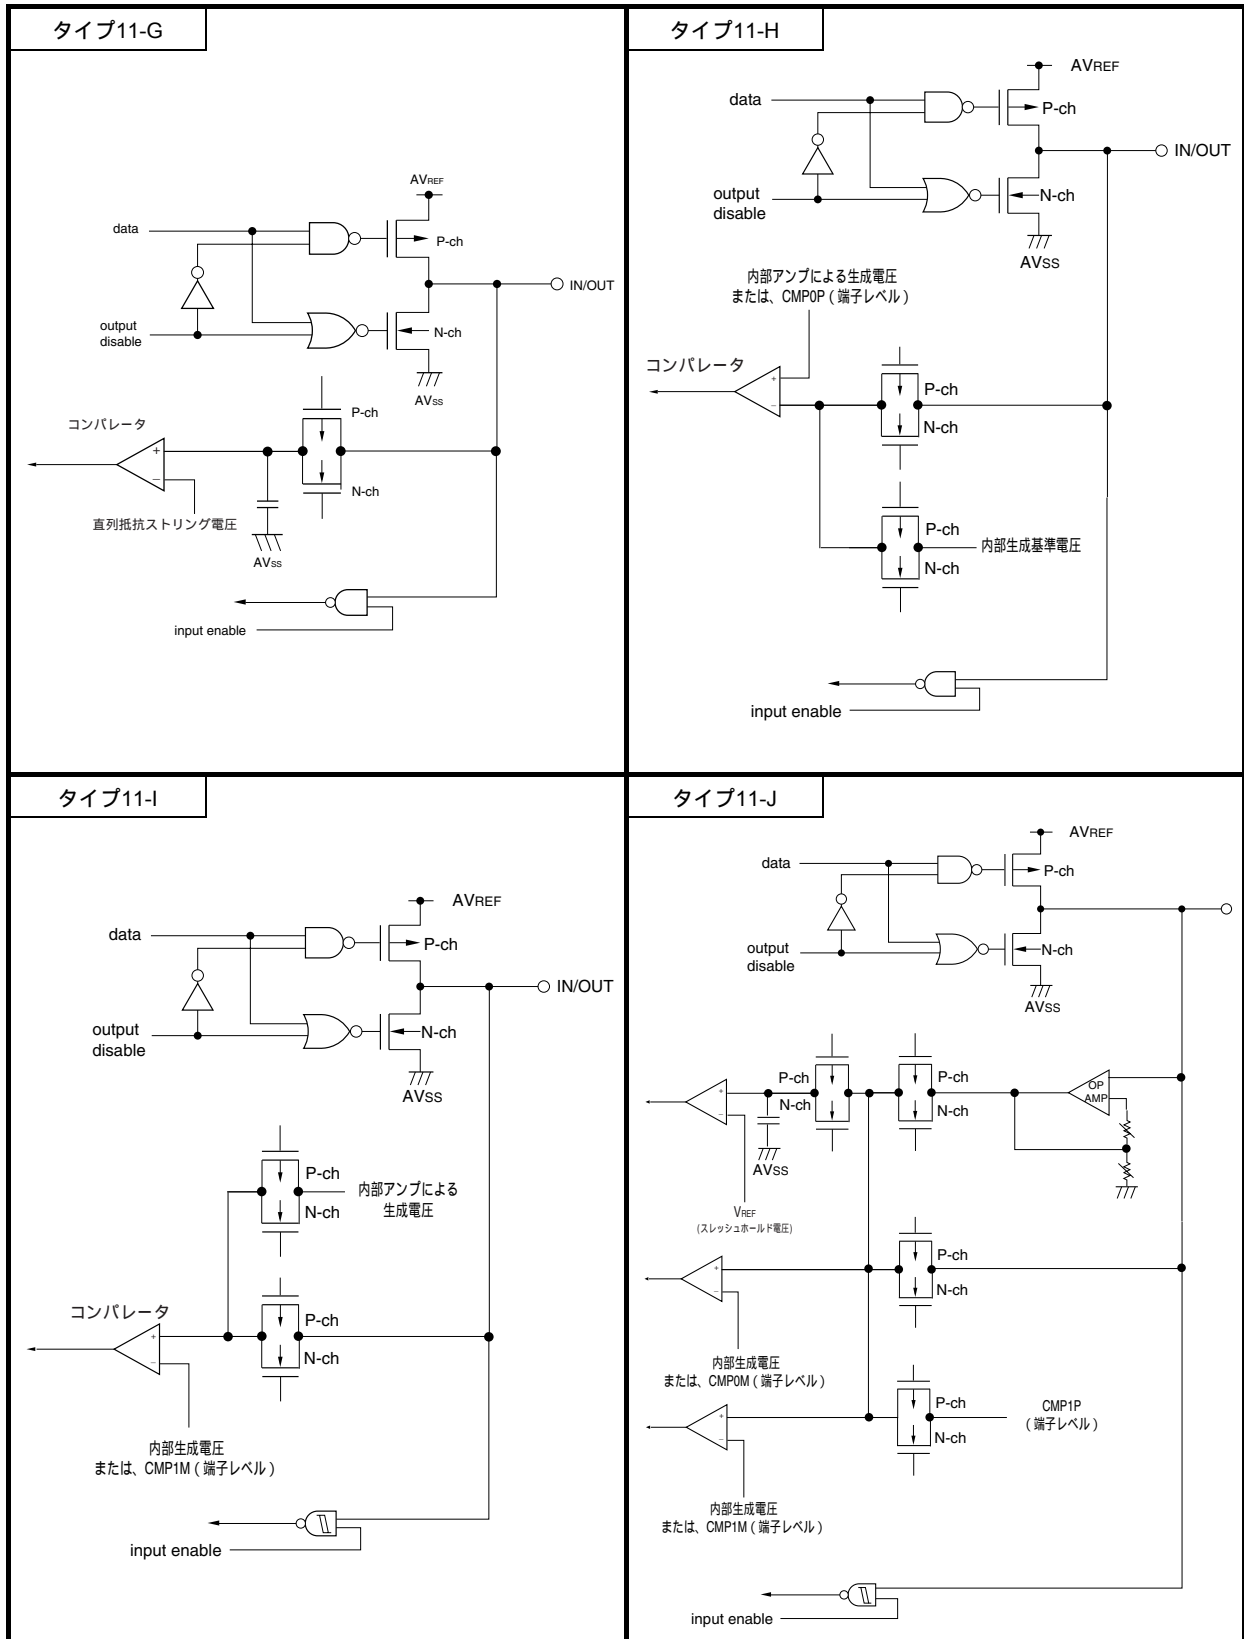 タイプ11-G
AVREF
data
P-ch
IN/OUT
output
disable
N-ch
AVss
P-ch
コンパレータ
+
−
N-ch
直列抵抗ストリング電圧
AVss
input enable
タイプ11-H
AVREF
data
P-ch
IN/OUT
output
disable
N-ch
AVss
内部アンプによる生成電圧
または、CMP0P（端子レベル）
コンパレータ
+
−
P-ch
N-ch
P-ch
内部生成基準電圧
N-ch
input enable
タイプ11-I
AVREF
data
P-ch
IN/OUT
output
disable
N-ch
AVss
P-ch
内部アンプによる
生成電圧
N-ch
コンパレータ
+
−
P-ch
N-ch
内部生成電圧
または、CMP1M（端子レベル）
input enable
タイプ11-J
AVREF
data
P-ch
output
disable
N-ch
AVss
P-ch
P-ch
OP
AMP
+
−
N-ch
N-ch
AVss
VREF
(スレッシュホールド電圧)
P-ch
+
−
N-ch
内部生成電圧
または、CMP0M（端子レベル）
P-ch
CMP1P
（端子レベル）
+
−
N-ch
内部生成電圧
または、CMP1M（端子レベル）
input enable